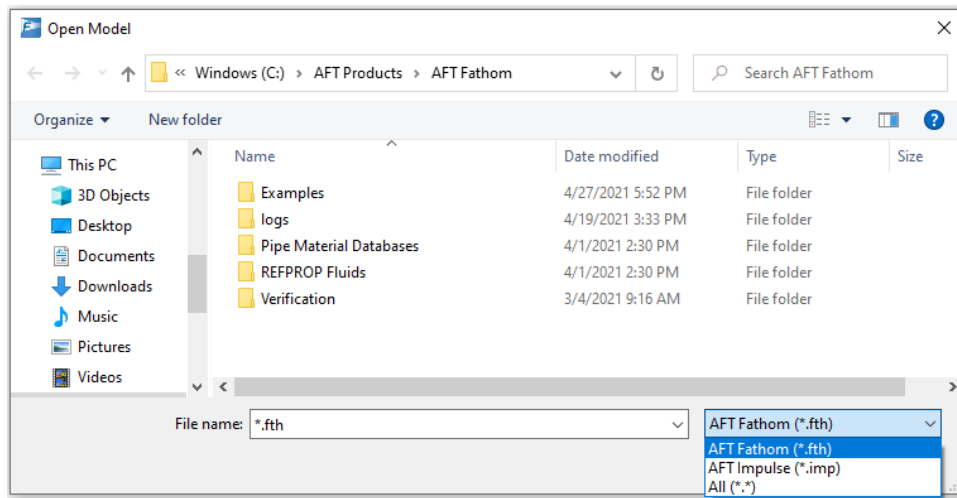 Open Model
« Windows (C:) › AFT Products › AFT Fathom
Search AFT Fathom
Organize
New folder
?
Name
Date modified
Type
Size
This PC
3D Objects
Desktop
Documents
Downloads
Music
Pictures
Videos
Examples 4/27/2021 5:52 PM File folder
logs 4/19/2021 3:33 PM File folder
Pipe Material Databases 4/1/2021 2:30 PM File folder
REFPROP Fluids 4/1/2021 2:30 PM File folder
Verification 3/4/2021 9:16 AM File folder
File name: *.fth
AFT Fathom (*.fth)
AFT Fathom (*.fth)
AFT Impulse (*.imp)
All (*.*)